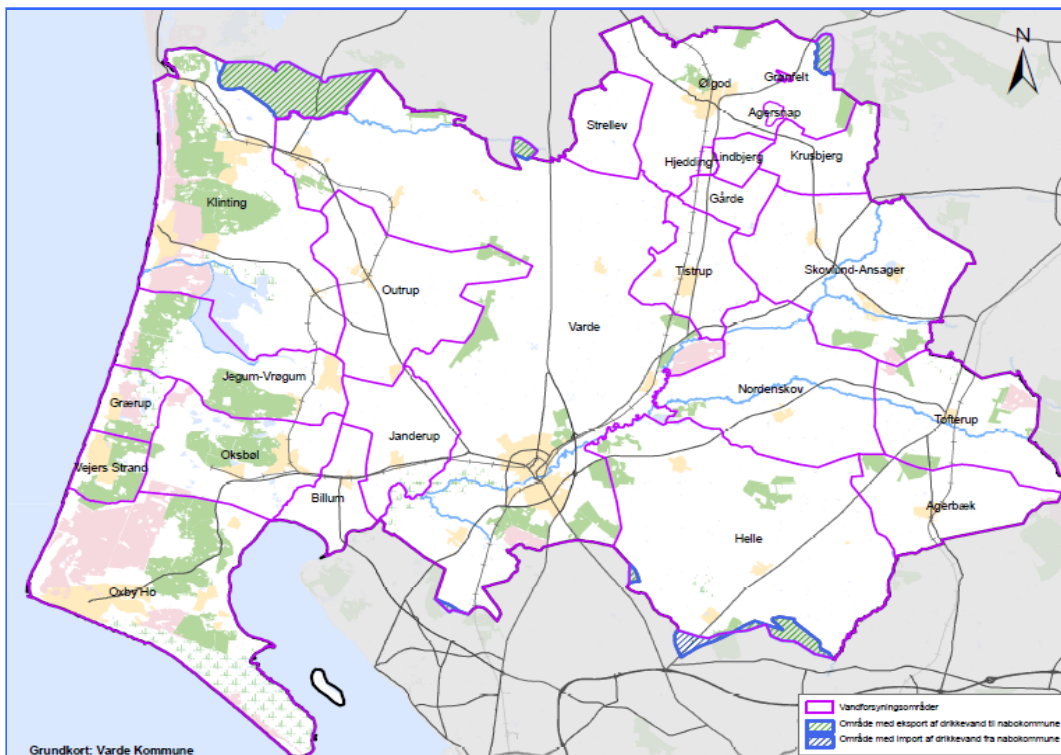 N
Ølgod
Grønfelt
Agersnap
Strellev
Hjedding
Lindbjerg
Krusbjerg
Gårde
Klinting
Tistrup
Skovlund-Ansager
Outrup
Varde
Jegum-Vrøgum
Nordenskov
Grærup
Tofterup
Janderup
Oksbøl
Vejers Strand
Billum
Agerbæk
Helle
Oxby Ho
Vandforsyningsområder
Område med eksport af drikkevand til nabokommune
Område med import af drikkevand fra nabokommune
Grundkort: Varde Kommune